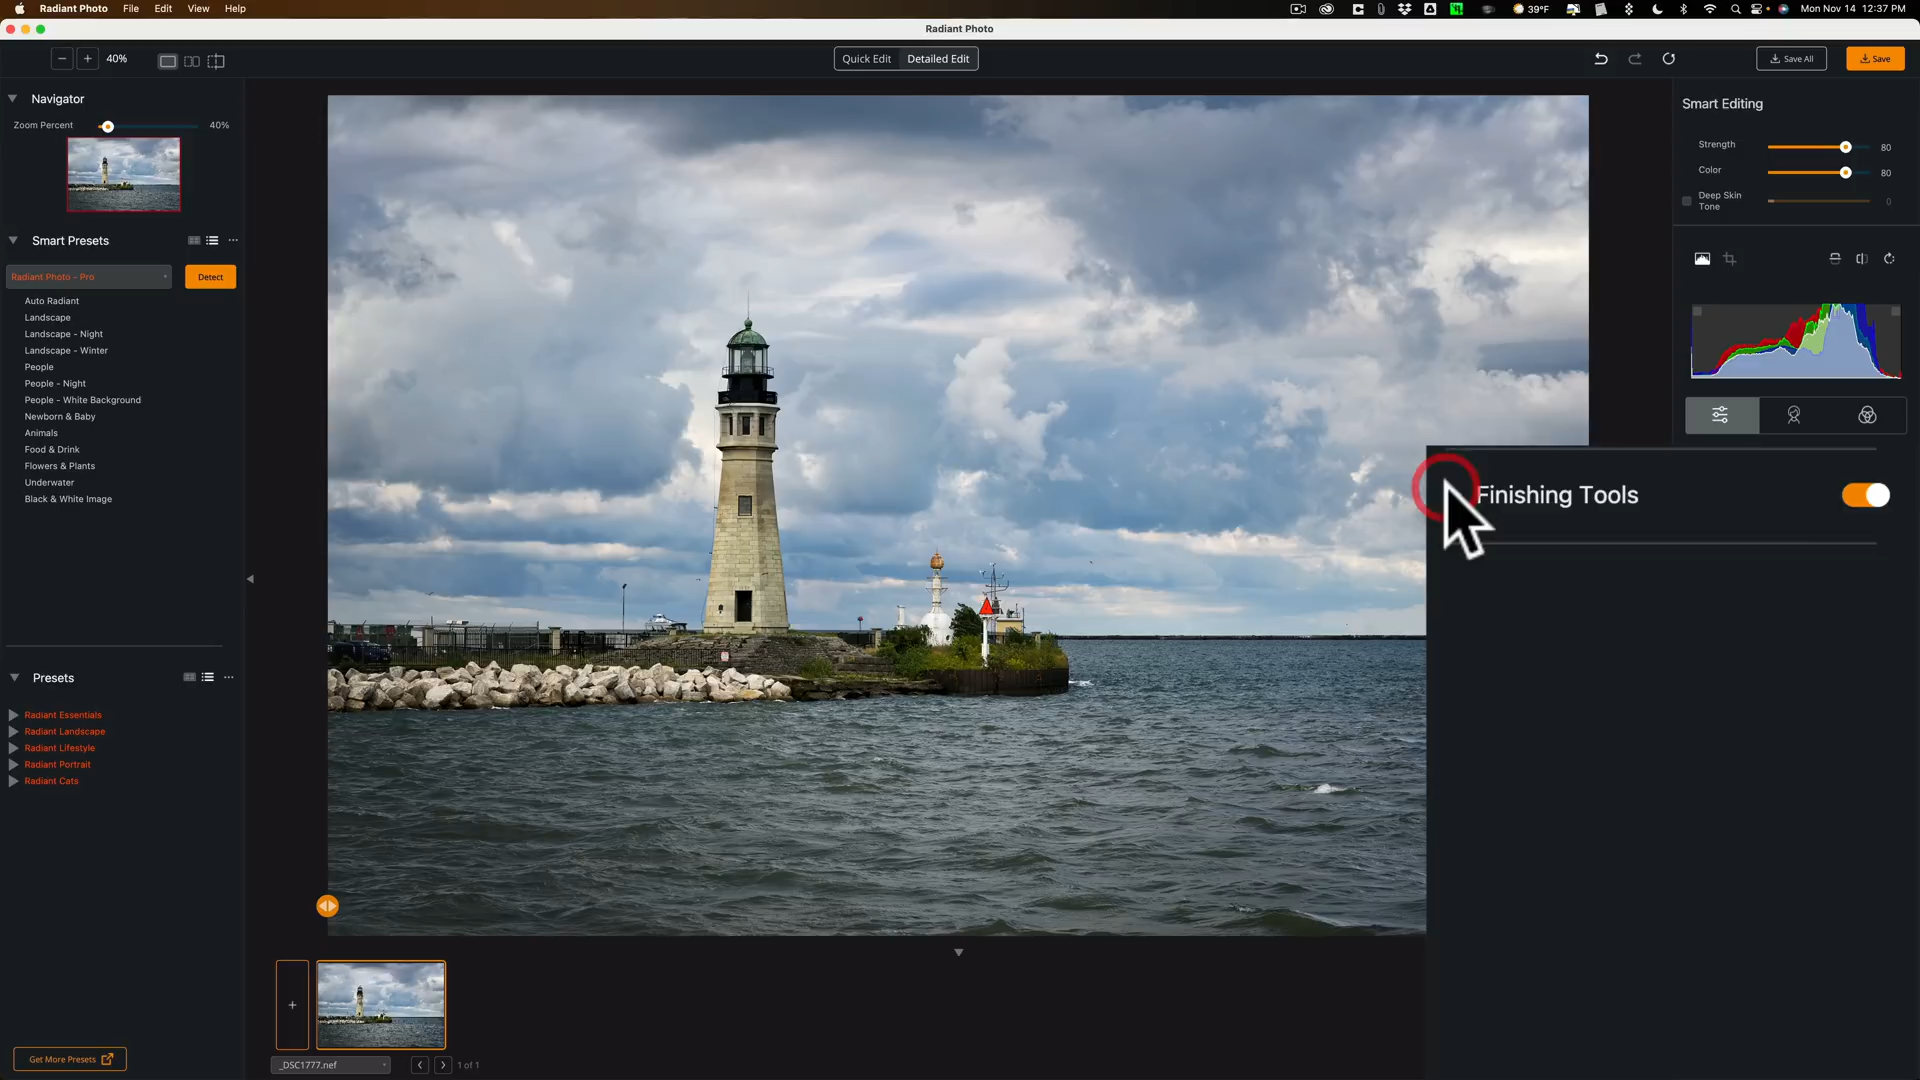 Radiant Photo File Edit View Help
39°F Mon Nov 14 12:37 PM
Radiant Photo
40%
Quick Edit Detailed Edit
Save All Save
Navigator
Zoom Percent 40%
Smart Presets
Radiant Photo - Pro Detect
Auto Radiant
Landscape
Landscape - Night
Landscape - Winter
People
People - Night
People - White Background
Newborn & Baby
Animals
Food & Drink
Flowers & Plants
Underwater
Black & White Image
Presets
Radiant Essentials
Radiant Landscape
Radiant Lifestyle
Radiant Portrait
Radiant Cats
Get More Presets
_DSC1777.nef
1 of 1
Smart Editing
Strength 80
Color 80
Deep Skin
Tone 0
Finishing Tools